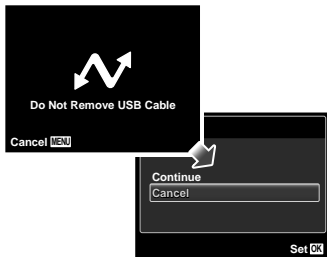 Do Not Remove USB Cable
Cancel MENU
Continue
Cancel
Set OK